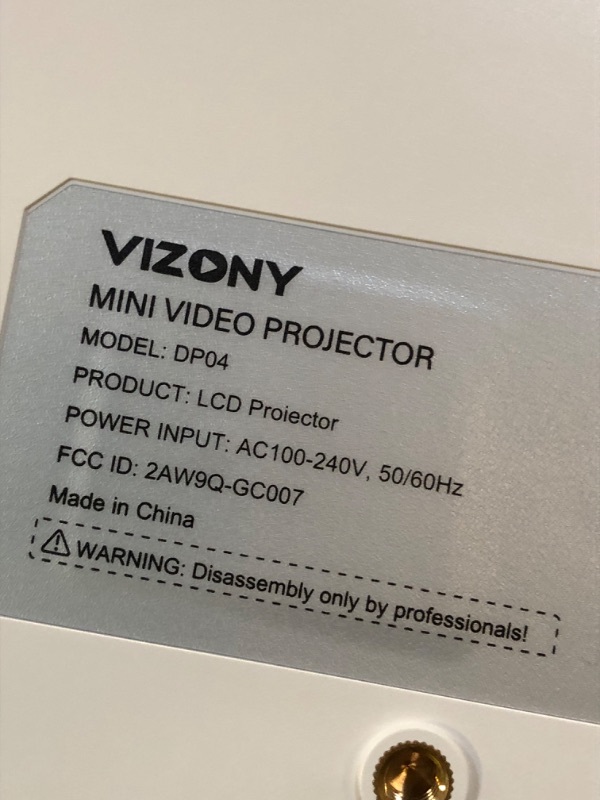 VIZONY
MINI VIDEO PROJECTOR
MODEL: DP04
PRODUCT: LCD Proiector
POWER INPUT: AC100-240V, 50/60Hz
FCC ID: 2AW9Q-GC007
Made in China
WARNING: Disassembly only by professionals!